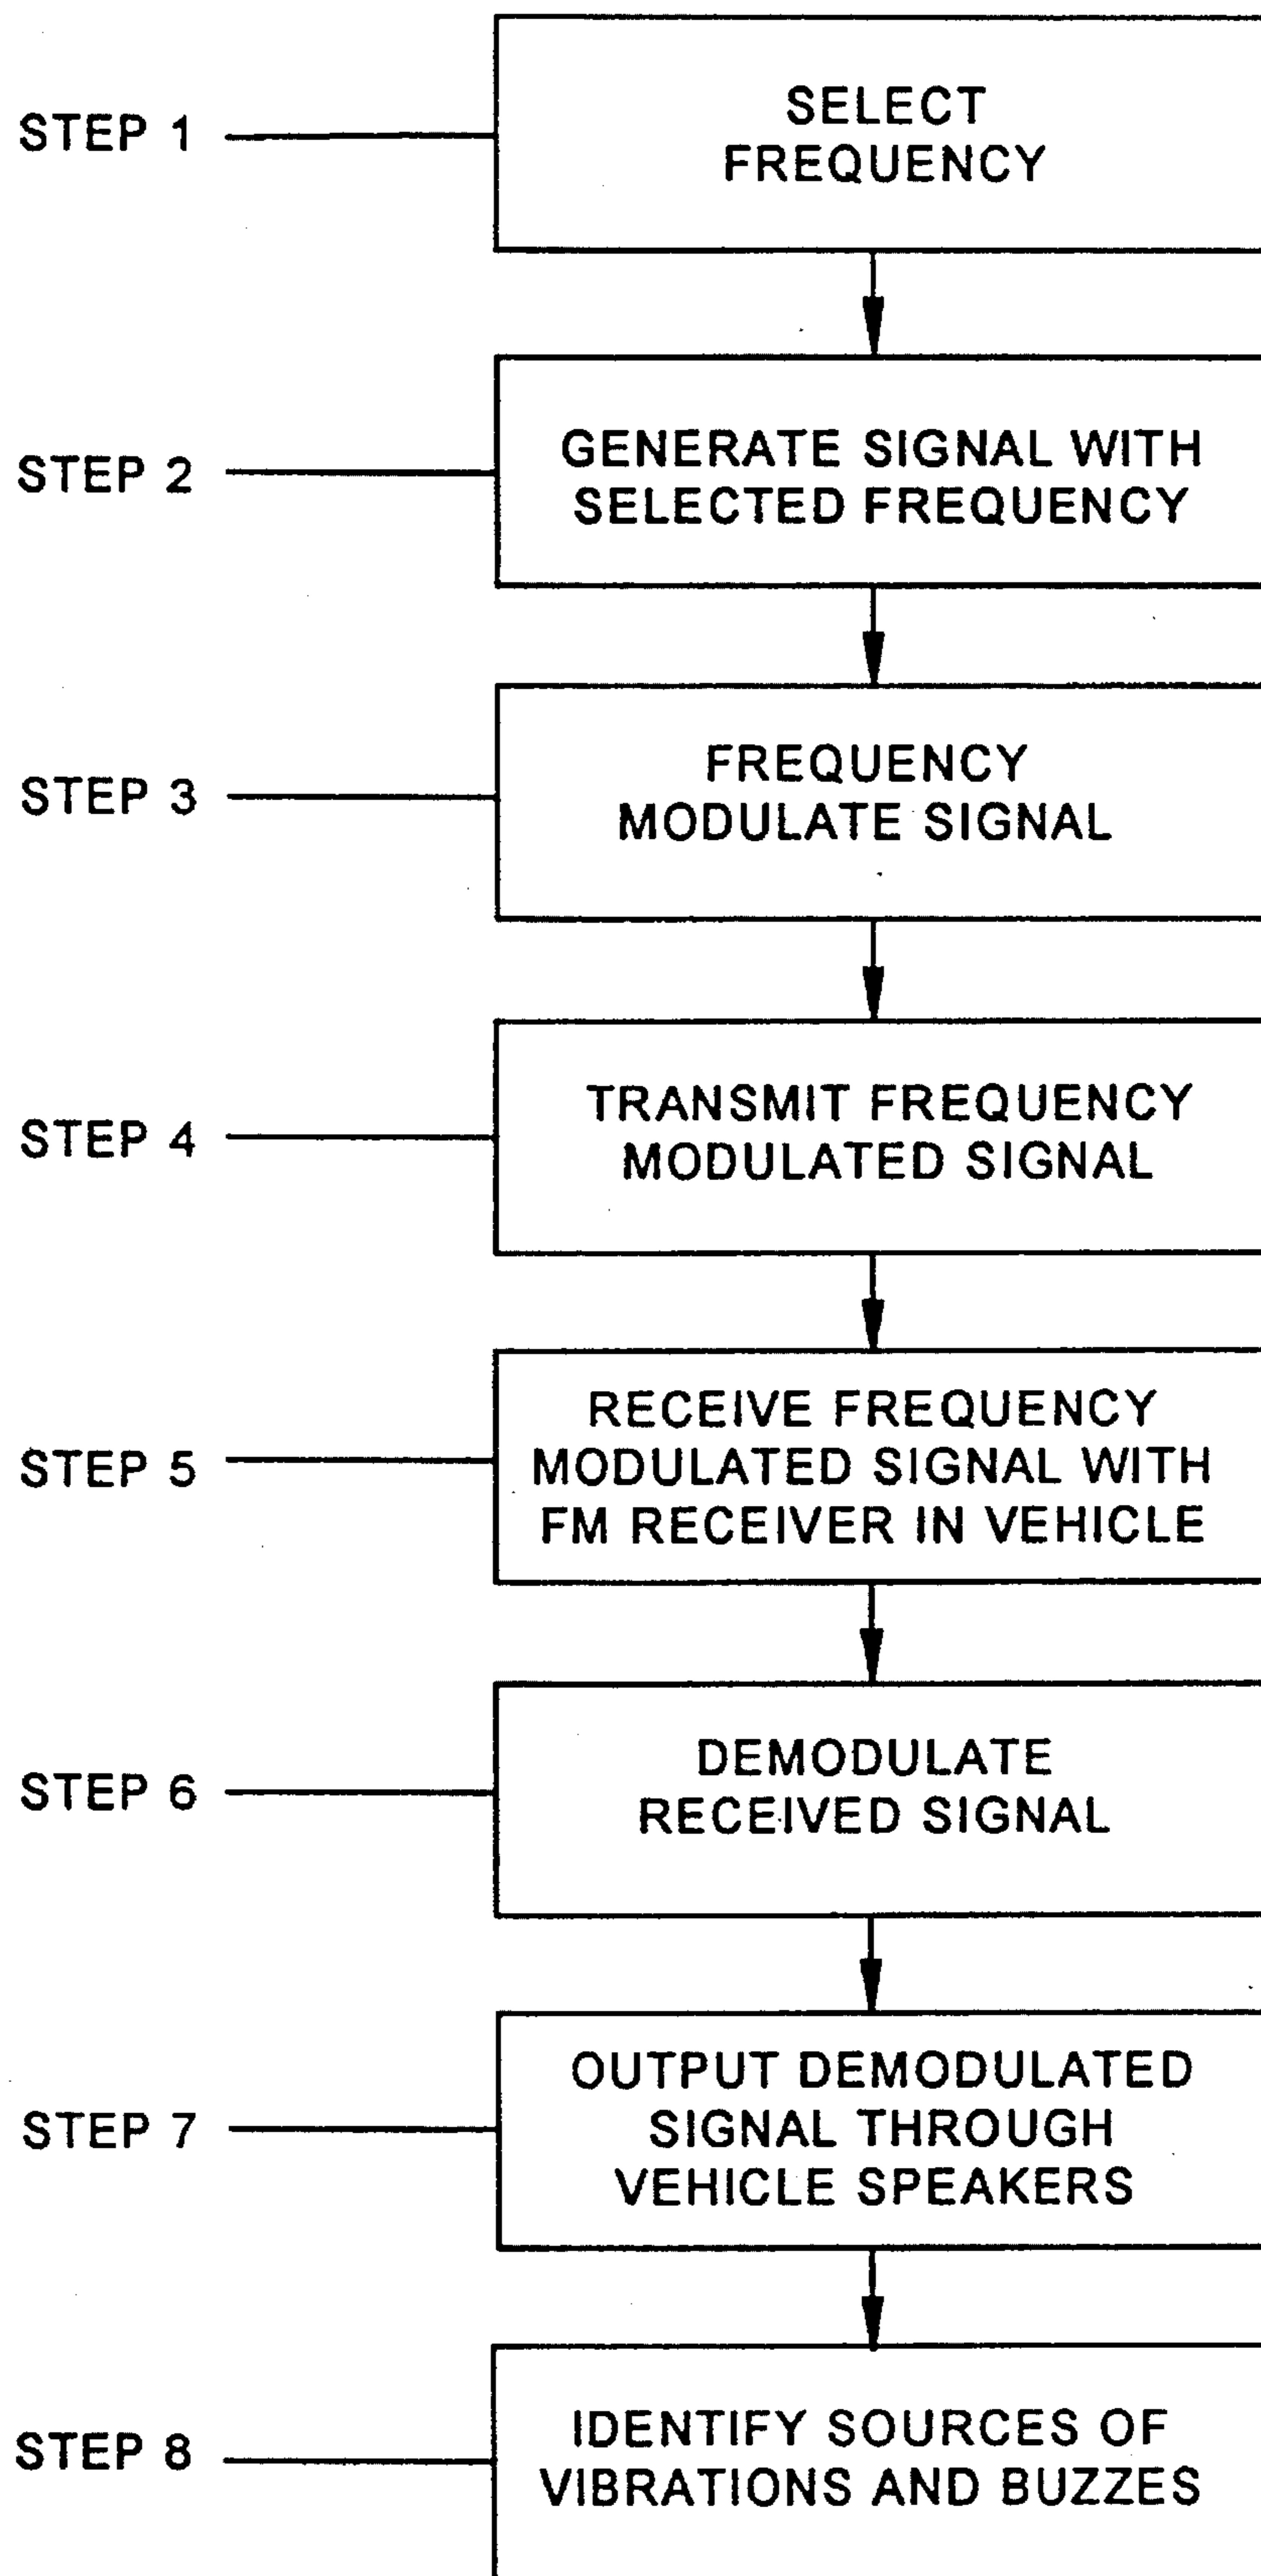 STEP 1
SELECT
FREQUENCY
STEP 2
GENERATE SIGNAL WITH
SELECTED FREQUENCY
STEP 3
FREQUENCY
MODULATE SIGNAL
STEP 4
TRANSMIT FREQUENCY
MODULATED SIGNAL
STEP 5
RECEIVE FREQUENCY
MODULATED SIGNAL WITH
FM RECEIVER IN VEHICLE
STEP 6
DEMODULATE
RECEIVED SIGNAL
STEP 7
OUTPUT DEMODULATED
SIGNAL THROUGH
VEHICLE SPEAKERS
STEP 8
IDENTIFY SOURCES OF
VIBRATIONS AND BUZZES